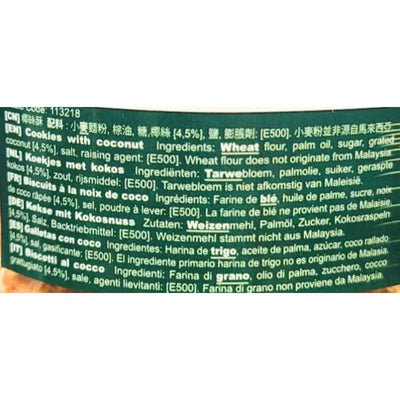 Code: 113218
[CN] 椰絲酥 配料: 小麥麵粉, 棕油, 糖, 椰絲 [4,5%], 鹽, 膨脹劑: [E500]. 小麥粉並非源自馬來西亞
[EN] Cookies with coconut Ingredients: Wheat flour, palm oil, sugar, grated
coconut [4,5%], salt, raising agent: [E500]. Wheat flour does not originate from Malaysia.
[NL] Koekjes met kokos Ingrediënten: Tarwebloem, palmolie, suiker, geraspte
kokos [4,5%], zout, rijsmiddel: [E500]. Tarwebloem is niet afkomstig van Maleisië.
[FR] Biscuits à la noix de coco Ingrédients: Farine de blé, huile de palme, sucre, noix
de coco râpée [4,5%], sel, poudre à lever: [E500]. La farine de blé ne provient pas de Malaisie.
[DE] Kekse mit Kokosnuss Zutaten: Weizenmehl, Palmöl, Zucker, Kokosraspeln
[4,5%], Salz, Backtriebmittel: [E500]. Weizenmehl stammt nicht aus Malaysia.
[ES] Galletas con coco Ingredientes: Harina de trigo, aceite de palma, azúcar, coco rallado
[4,5%], sal, gasificante: [E500]. El ingrediente primario harina de trigo no es originario de Malasia.
[IT] Biscotti al cocco Ingredienti: Farina di grano, olio di palma, zucchero, cocco
grattugiato [4,5%], sale, agenti lievitanti: [E500]. Farina di grano non proviene da Malaysia.